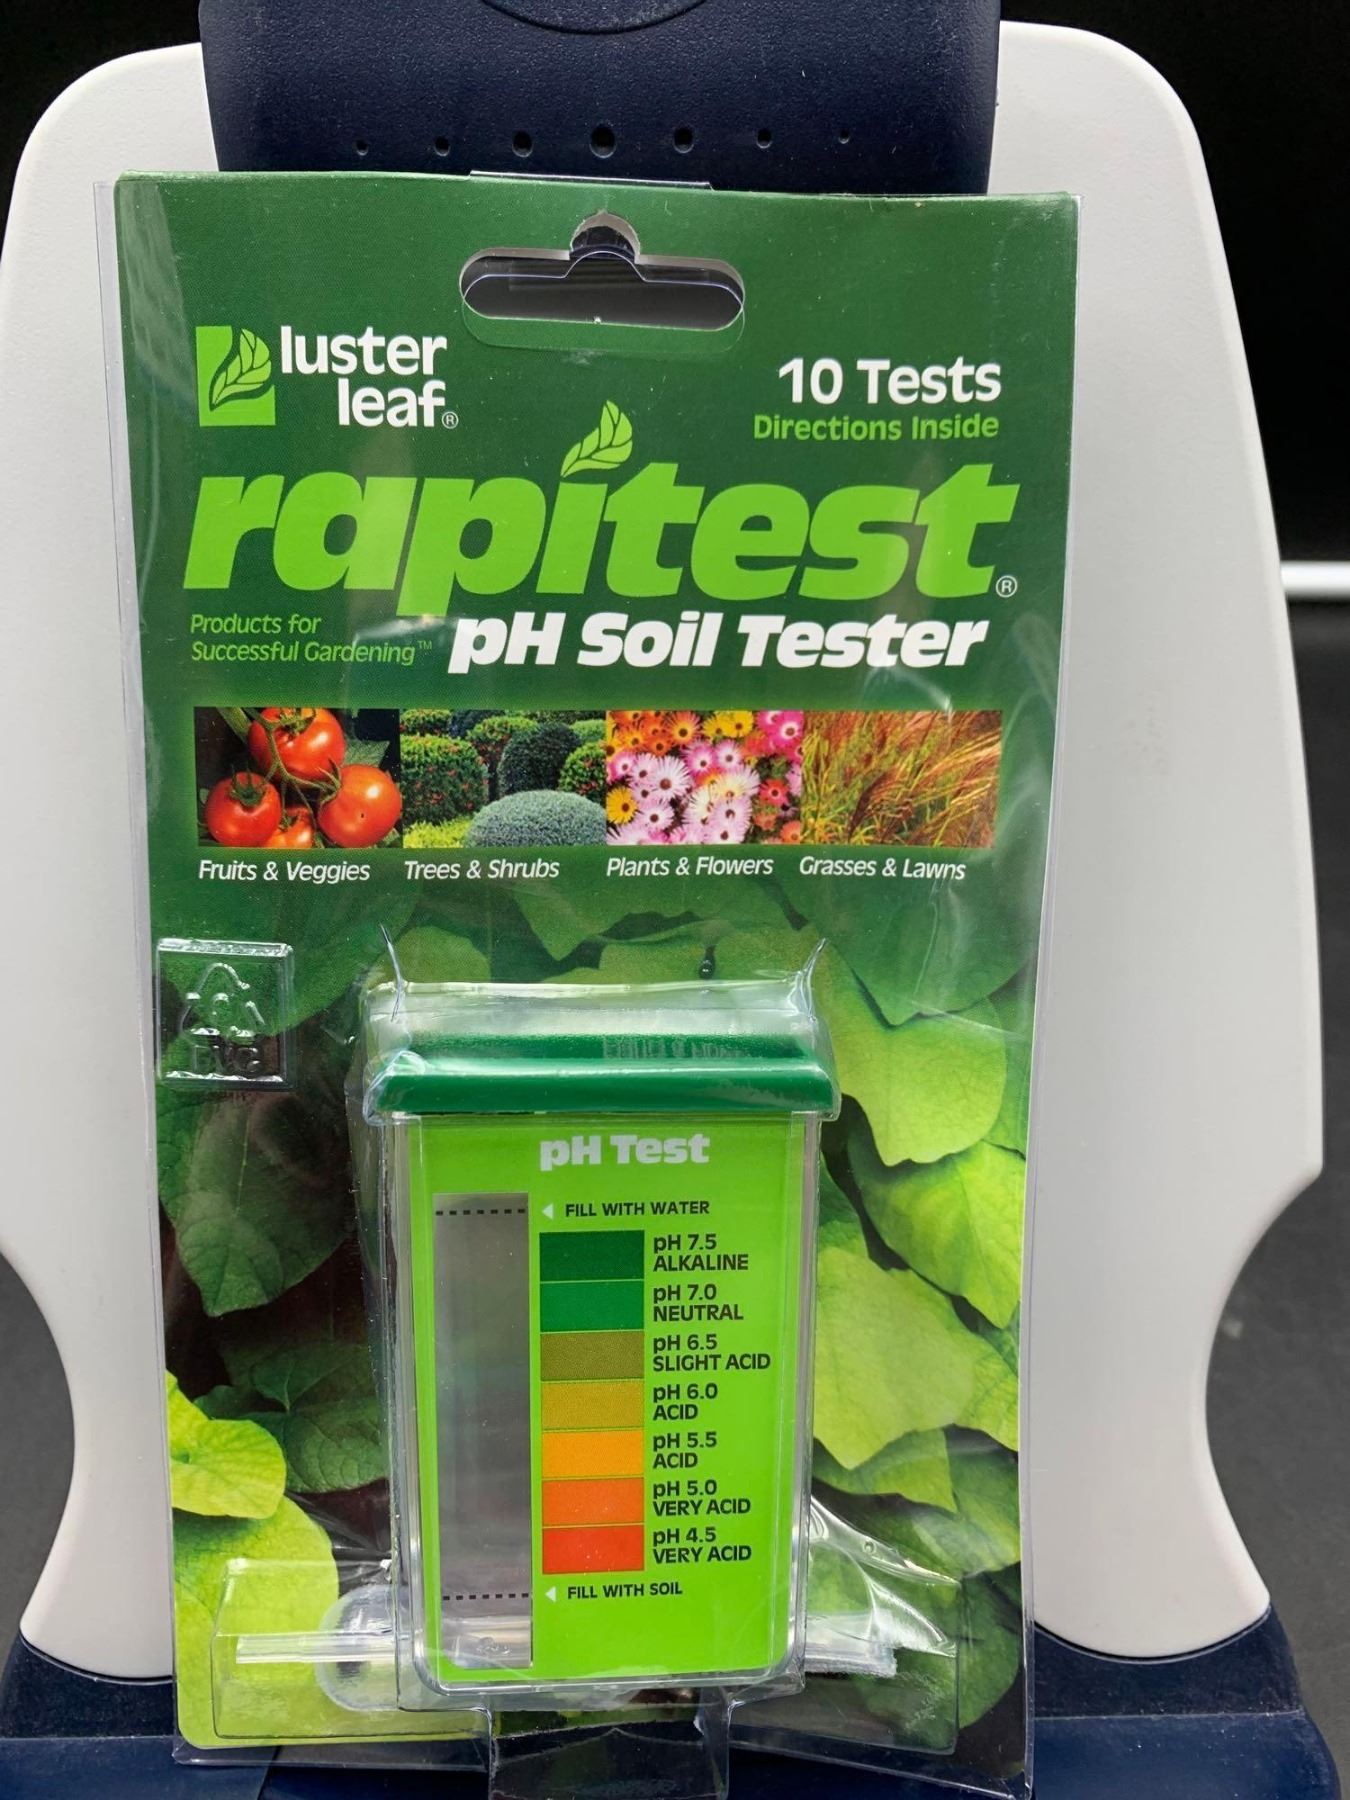 luster
leaf®
10 Tests
Directions Inside
rapitest®
Products for
Successful Gardening™
pH Soil Tester
Fruits & Veggies
Trees & Shrubs
Plants & Flowers
Grasses & Lawns
pH Test
FILL WITH WATER
pH 7.5
ALKALINE
pH 7.0
NEUTRAL
pH 6.5
SLIGHT ACID
pH 6.0
ACID
pH 5.5
ACID
pH 5.0
VERY ACID
pH 4.5
VERY ACID
FILL WITH SOIL